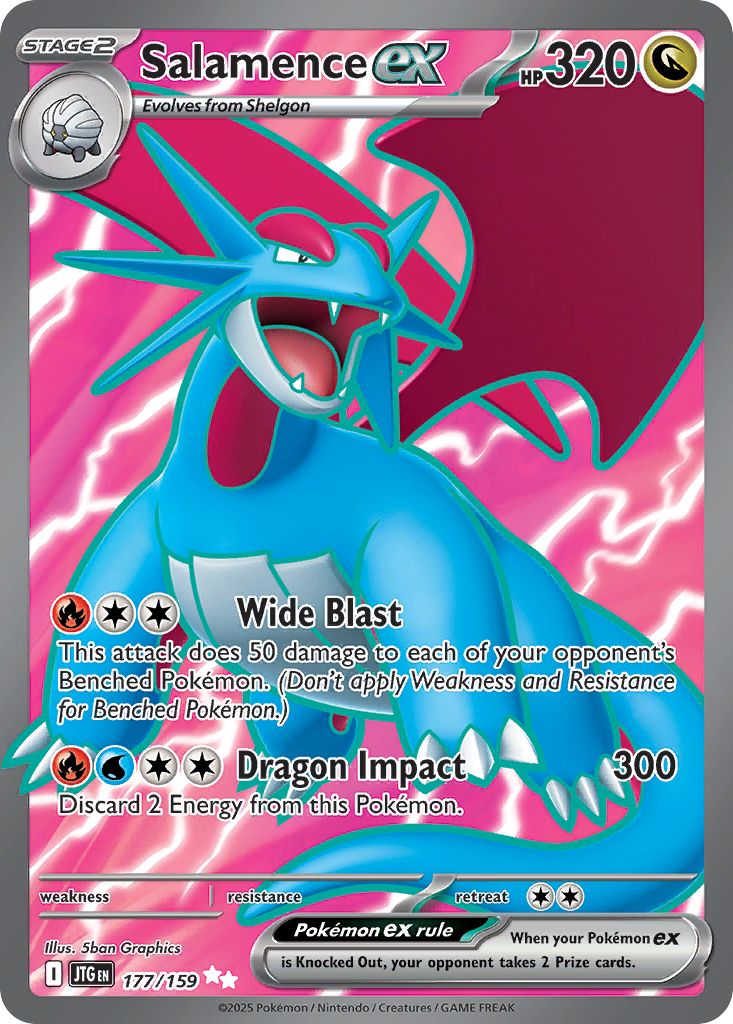 STAGE2
Salamence ex
HP 320
Evolves from Shelgon
Wide Blast
This attack does 50 damage to each of your opponent's
Benched Pokémon. (Don't apply Weakness and Resistance
for Benched Pokémon.)
Dragon Impact 300
Discard 2 Energy from this Pokémon.
weakness resistance retreat
Illus. 5ban Graphics
Pokémon ex rule
When your Pokémon ex
is Knocked Out, your opponent takes 2 Prize cards.
I JTG EN 177/159
©2025 Pokémon / Nintendo / Creatures / GAME FREAK